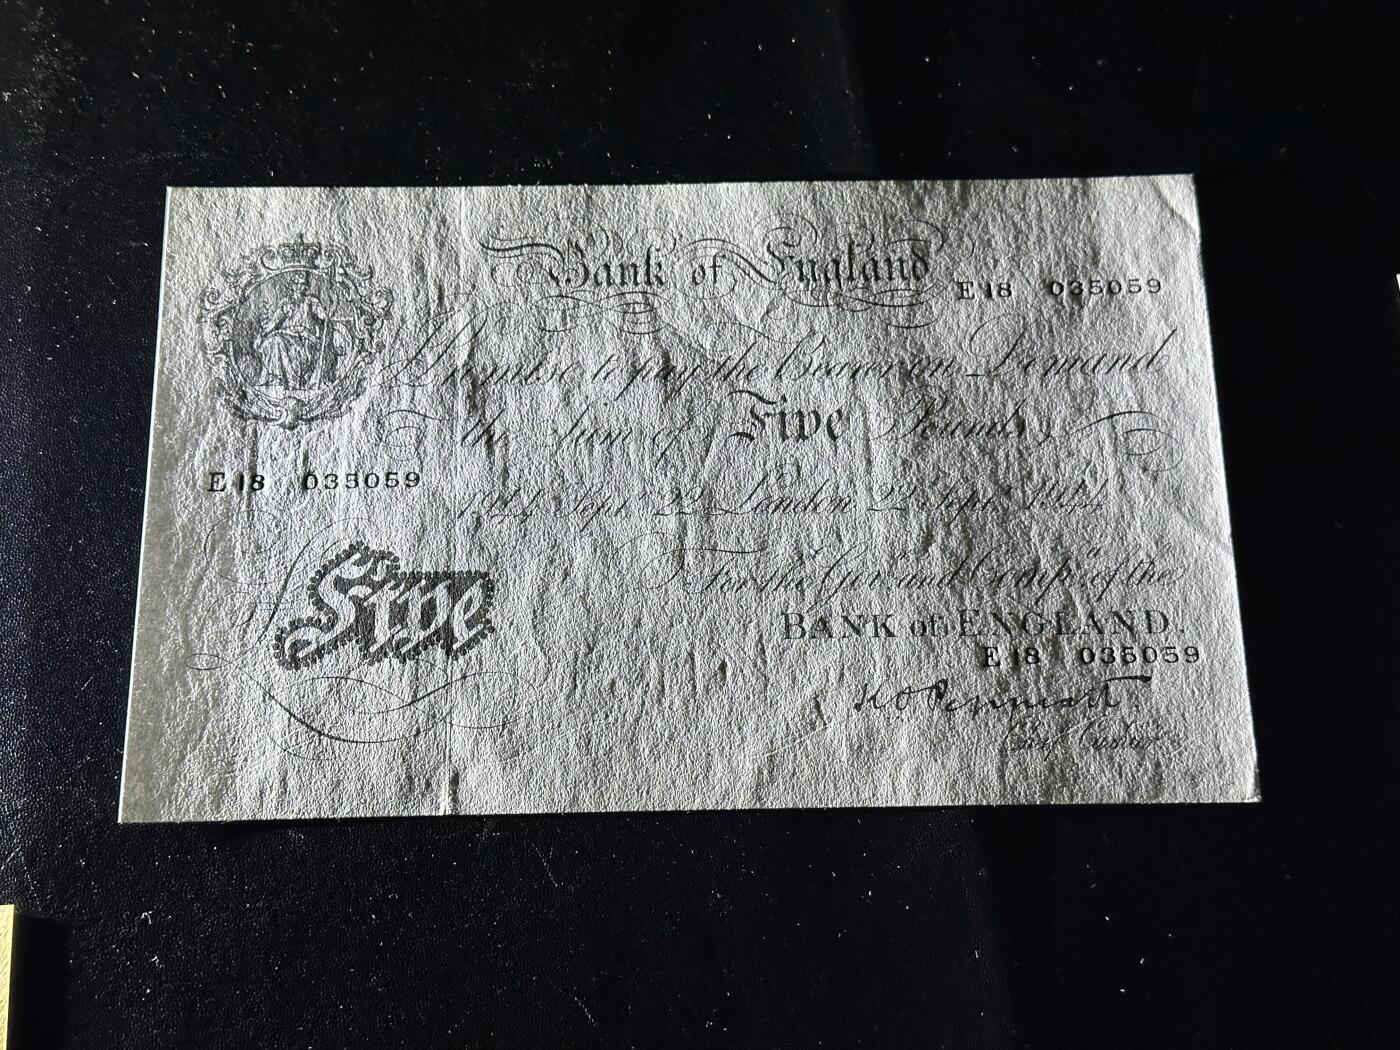 Bank of England
E18 035059
Promise to pay the Bearer on Demand
the Sum of Five Pounds
E18 035059
1944 Sept. 22 London 22 Sept. 1944
For the Govr. and Compa. of the
Five
BANK of ENGLAND.
E18 035059
K O Peppiatt
Chief Cashier